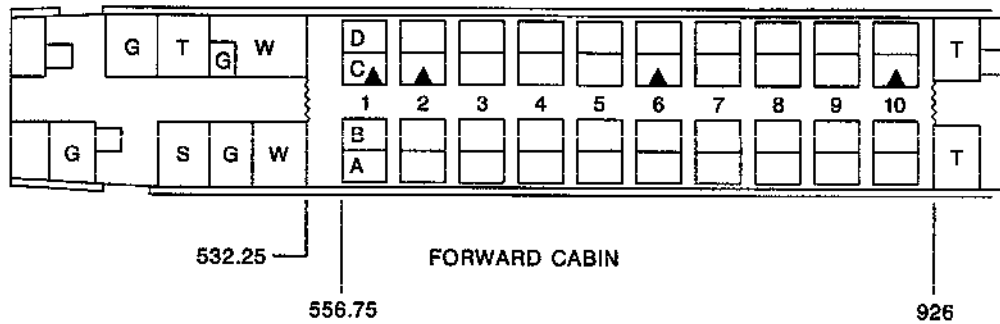 G T G W
D
C
1 2 3 4 5 6 7 8 9 10
B
A
T
G
S G W
T
532.25
FORWARD CABIN
556.75
926